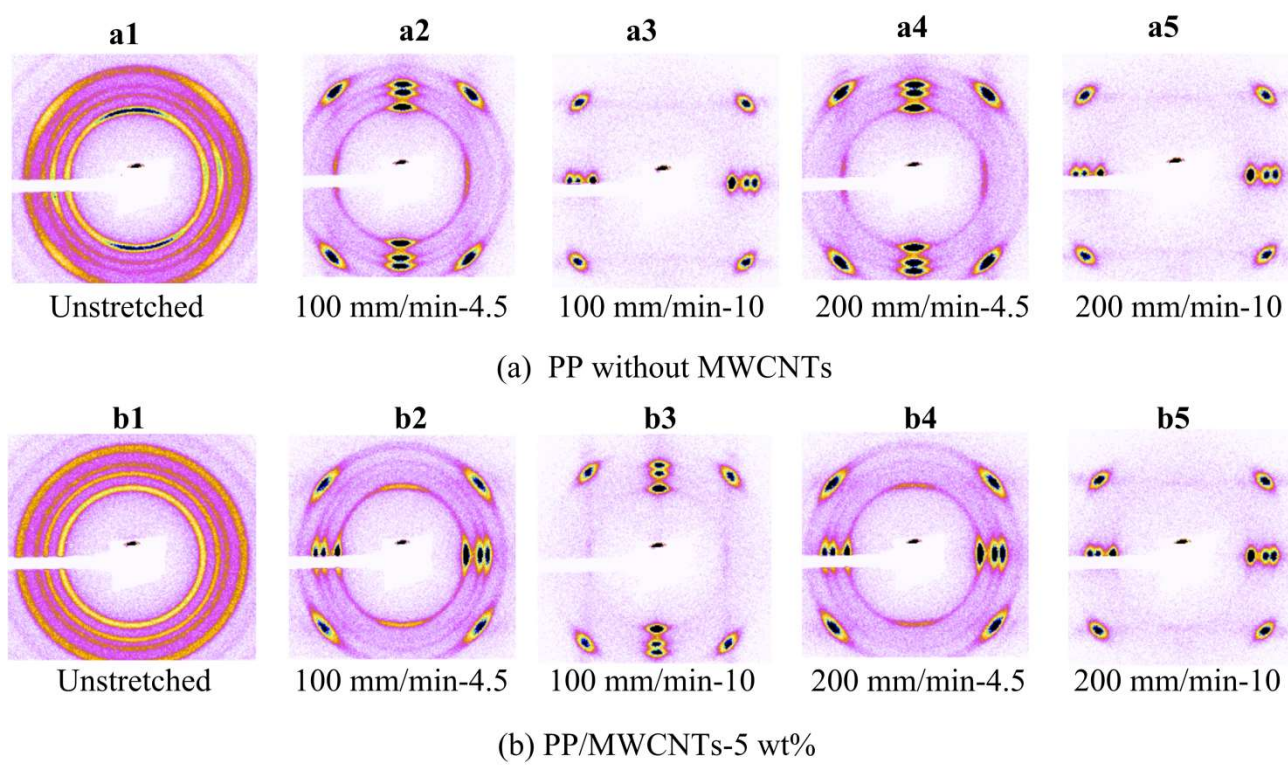 a1 a2 a3 a4 a5
Unstretched 100 mm/min-4.5 100 mm/min-10 200 mm/min-4.5 200 mm/min-10
(a) PP without MWCNTs
b1 b2 b3 b4 b5
Unstretched 100 mm/min-4.5 100 mm/min-10 200 mm/min-4.5 200 mm/min-10
(b) PP/MWCNTs-5 wt%